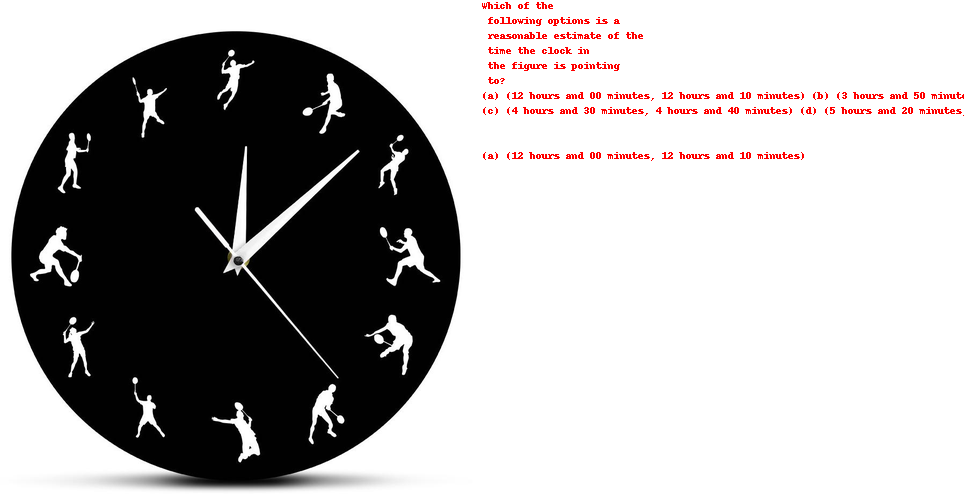 Which of the
following options is a
reasonable estimate of the
time the clock in
the figure is pointing
to?
(a) (12 hours and 00 minutes, 12 hours and 10 minutes) (b) (3 hours and 50
(c) (4 hours and 30 minutes, 4 hours and 40 minutes) (d) (5 hours and 20 minutes,
(a) (12 hours and 00 minutes, 12 hours and 10 minutes)